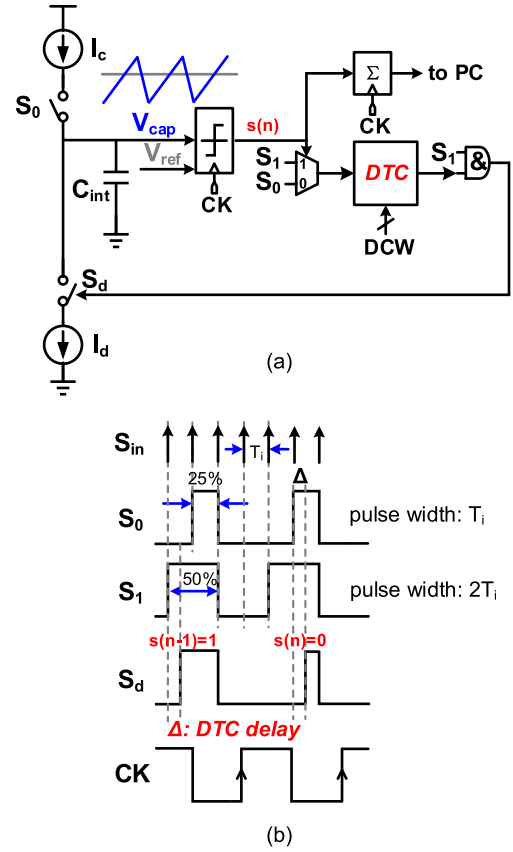 I_c
S_0
V_cap
V_ref
C_int
s(n)
CK
Σ
to PC
CK
S_1
S_0
1
0
DTC
DCW
S_1
&
S_d
I_d
(a)
S_in
T_i
25%
Δ
S_0
pulse width: T_i
50%
S_1
pulse width: 2T_i
s(n-1)=1
s(n)=0
S_d
Δ: DTC delay
CK
(b)